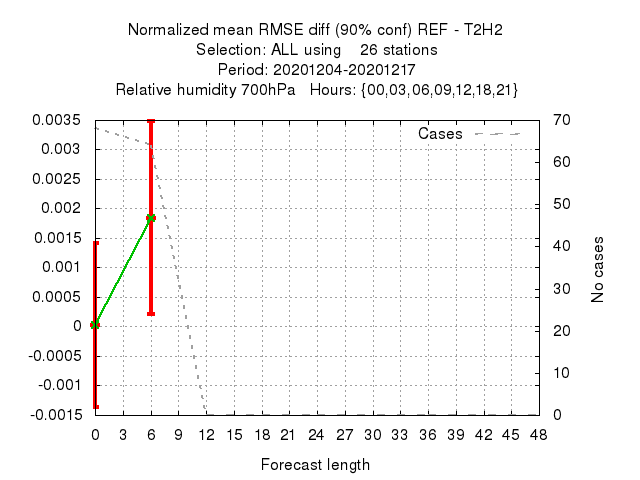 Normalized mean RMSE diff (90% conf) REF - T2H2
Selection: ALL using    26 stations
Period: 20201204-20201217
Relative humidity 700hPa   Hours: {00,03,06,09,12,18,21}
Cases
0.0035
0.003
0.0025
0.002
0.0015
0.001
0.0005
0
-0.0005
-0.001
-0.0015
70
60
50
40
30
20
10
0
No cases
0 3 6 9 12 15 18 21 24 27 30 33 36 39 42 45 48
Forecast length